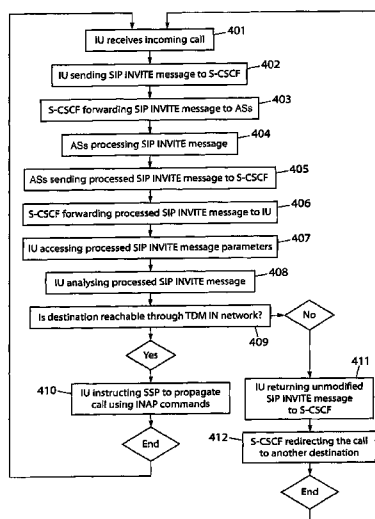 IU receives incoming call
401
IU sending SIP INVITE message to S-CSCF
402
S-CSCF forwarding SIP INVITE message to ASs
403
ASs processing SIP INVITE message
404
ASs sending processed SIP INVITE message to S-CSCF
405
S-CSCF forwarding processed SIP INVITE message to IU
406
IU accessing processed SIP INVITE message parameters
407
IU analysing processed SIP INVITE message
408
Is destination reachable through TDM IN network?
409
No
Yes
410
IU instructing SSP to propagate
call using INAP commands
End
411
IU returning unmodified
SIP INVITE message
to S-CSCF
412
S-CSCF redirecting the call
to another destination
End